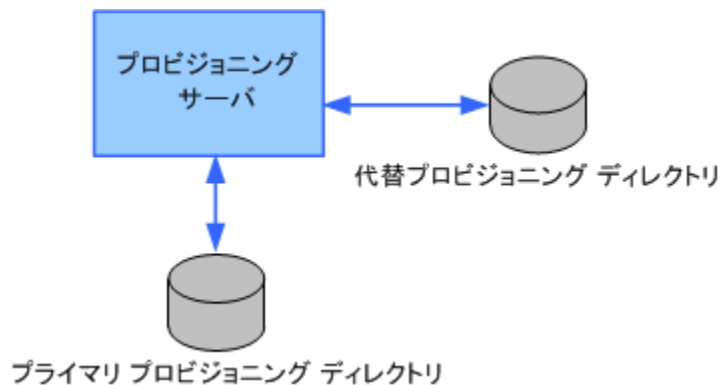 プロビジョニング
サーバ
代替プロビジョニング ディレクトリ
プライマリ プロビジョニング ディレクトリ